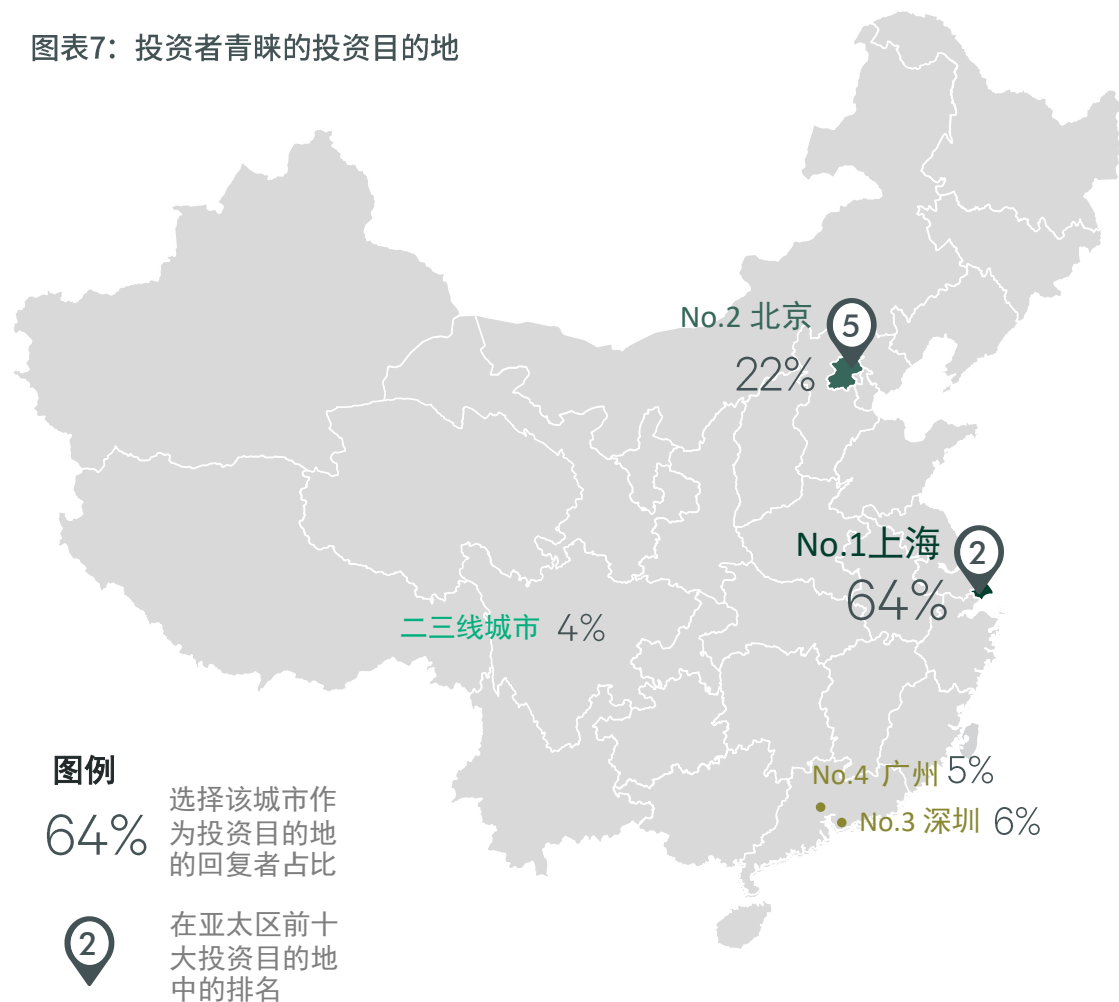 图表7：投资者青睐的投资目的地
No.2 北京
5
22%
No.1上海
2
64%
二三线城市 4%
No.4 广州 5%
No.3 深圳 6%
图例
64%
选择该城市作
为投资目的地
的回复者占比
2
在亚太区前十
大投资目的地
中的排名